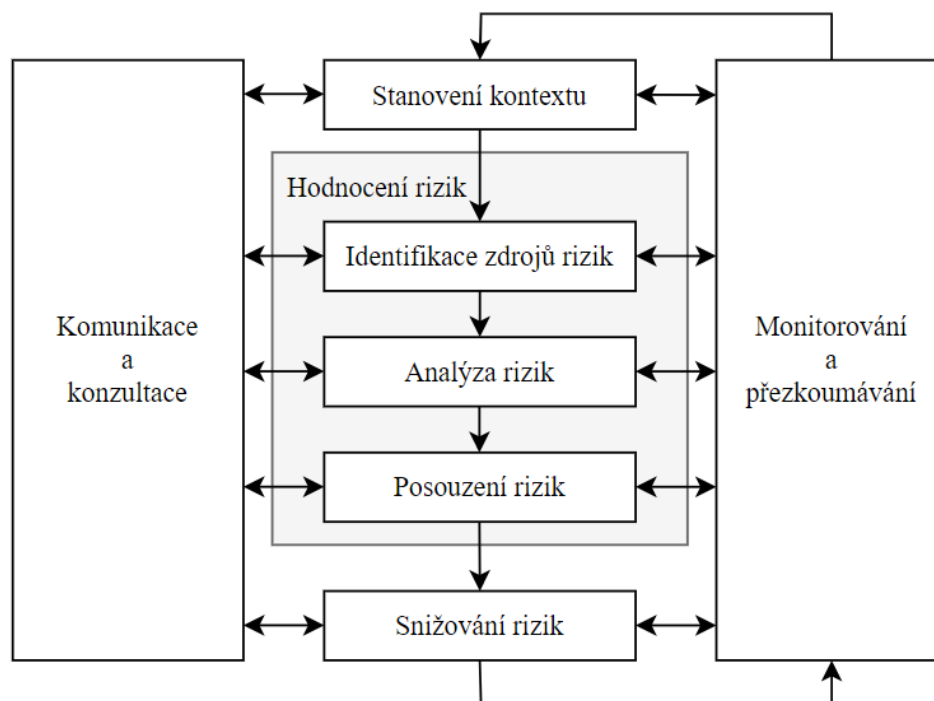 Stanovení kontextu
Hodnocení rizik
Identifikace zdrojů rizik
Komunikace
a
konzultace
Analýza rizik
Monitorování
a
přezkoumávání
Posouzení rizik
Snižování rizik